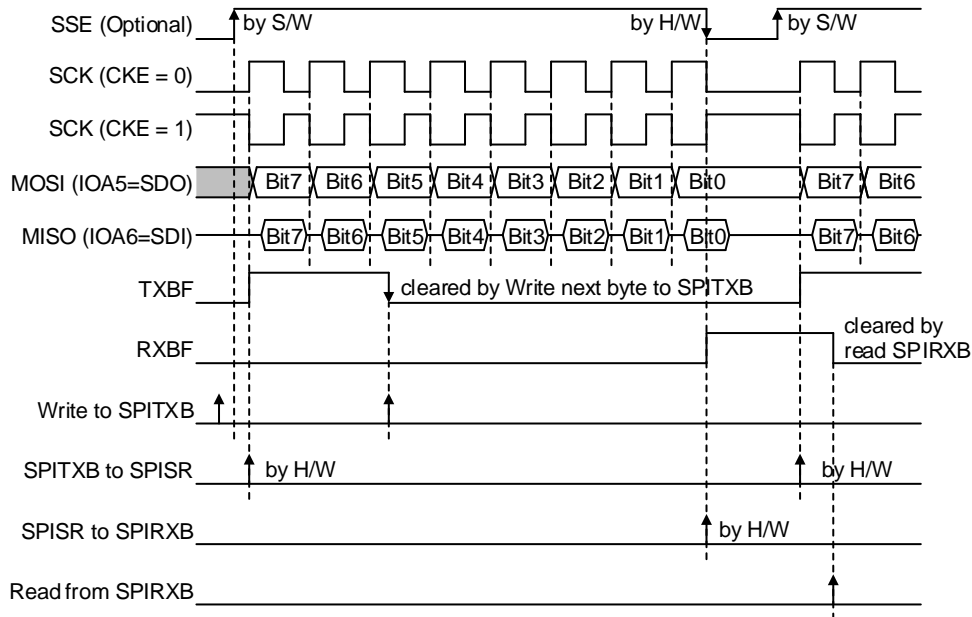 SSE (Optional) by S/W by H/W by S/W
SCK (CKE = 0)
SCK (CKE = 1)
MOSI (IOA5=SDO) Bit7 Bit6 Bit5 Bit4 Bit3 Bit2 Bit1 Bit0 Bit7 Bit6
MISO (IOA6=SDI) Bit7 Bit6 Bit5 Bit4 Bit3 Bit2 Bit1 Bit0 Bit7 Bit6
TXBF cleared by Write next byte to SPITXB
RXBF cleared by
read SPIRXB
Write to SPITXB
SPITXB to SPISR by H/W by H/W
SPISR to SPIRXB by H/W
Read from SPIRXB